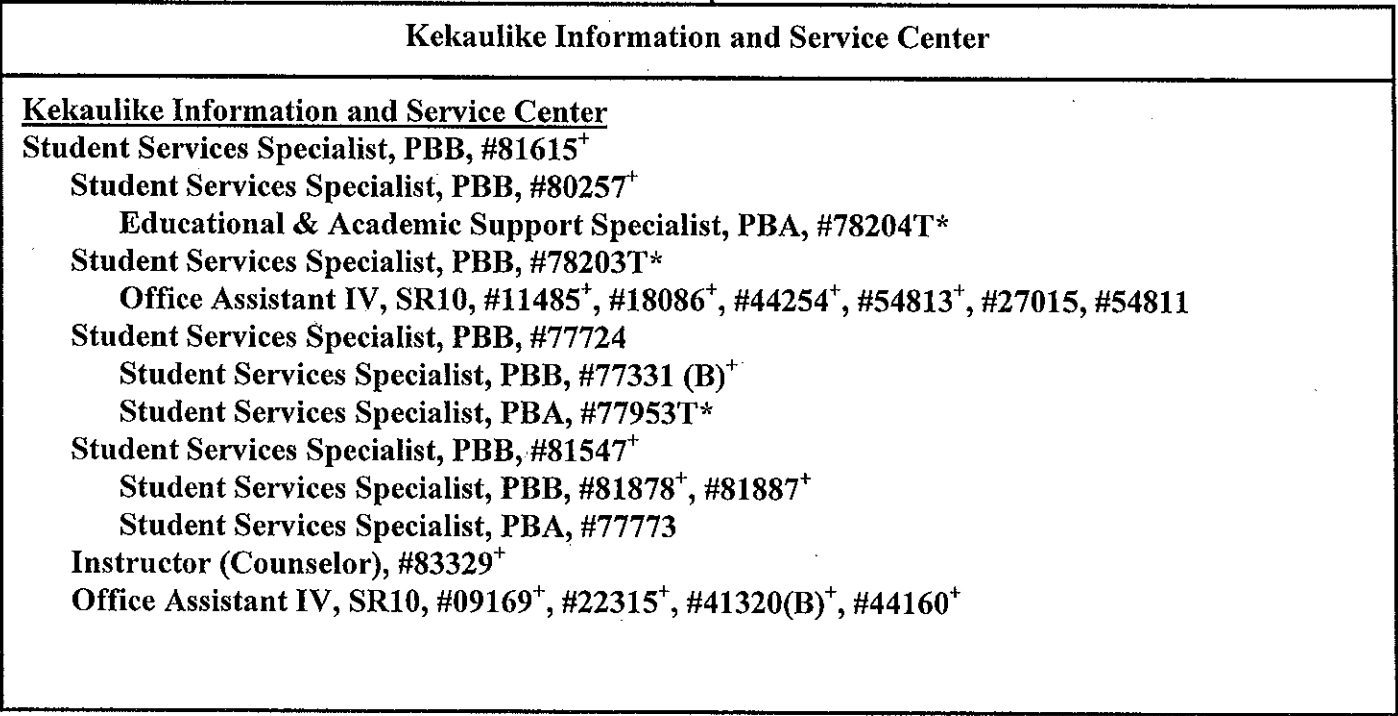 Kekaulike Information and Service Center
Kekaulike Information and Service Center
Student Services Specialist, PBB, #81615⁺
Student Services Specialist, PBB, #80257⁺
Educational & Academic Support Specialist, PBA, #78204T*
Student Services Specialist, PBB, #78203T*
Office Assistant IV, SR10, #11485⁺, #18086⁺, #44254⁺, #54813⁺, #27015, #54811
Student Services Specialist, PBB, #77724
Student Services Specialist, PBB, #77331 (B)⁺
Student Services Specialist, PBA, #77953T*
Student Services Specialist, PBB, #81547⁺
Student Services Specialist, PBB, #81878⁺, #81887⁺
Student Services Specialist, PBA, #77773
Instructor (Counselor), #83329⁺
Office Assistant IV, SR10, #09169⁺, #22315⁺, #41320(B)⁺, #44160⁺